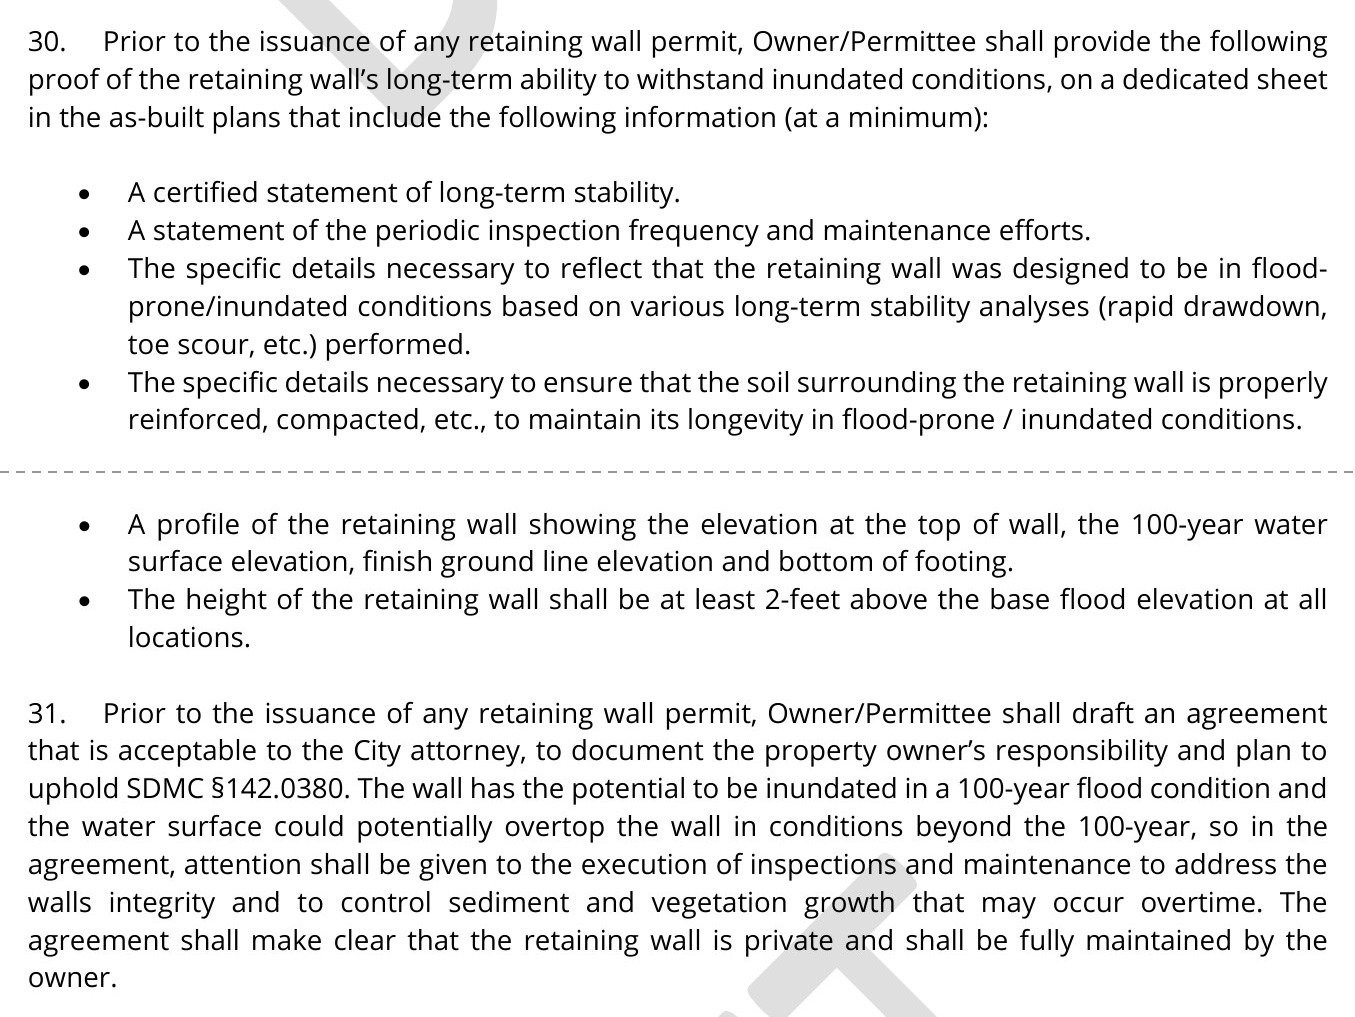 30. Prior to the issuance of any retaining wall permit, Owner/Permittee shall provide the following
proof of the retaining wall's long-term ability to withstand inundated conditions, on a dedicated sheet
in the as-built plans that include the following information (at a minimum):
• A certified statement of long-term stability.
• A statement of the periodic inspection frequency and maintenance efforts.
• The specific details necessary to reflect that the retaining wall was designed to be in flood-
prone/inundated conditions based on various long-term stability analyses (rapid drawdown,
toe scour, etc.) performed.
• The specific details necessary to ensure that the soil surrounding the retaining wall is properly
reinforced, compacted, etc., to maintain its longevity in flood-prone / inundated conditions.
• A profile of the retaining wall showing the elevation at the top of wall, the 100-year water
surface elevation, finish ground line elevation and bottom of footing.
• The height of the retaining wall shall be at least 2-feet above the base flood elevation at all
locations.
31. Prior to the issuance of any retaining wall permit, Owner/Permittee shall draft an agreement
that is acceptable to the City attorney, to document the property owner's responsibility and plan to
uphold SDMC §142.0380. The wall has the potential to be inundated in a 100-year flood condition and
the water surface could potentially overtop the wall in conditions beyond the 100-year, so in the
agreement, attention shall be given to the execution of inspections and maintenance to address the
walls integrity and to control sediment and vegetation growth that may occur overtime. The
agreement shall make clear that the retaining wall is private and shall be fully maintained by the
owner.